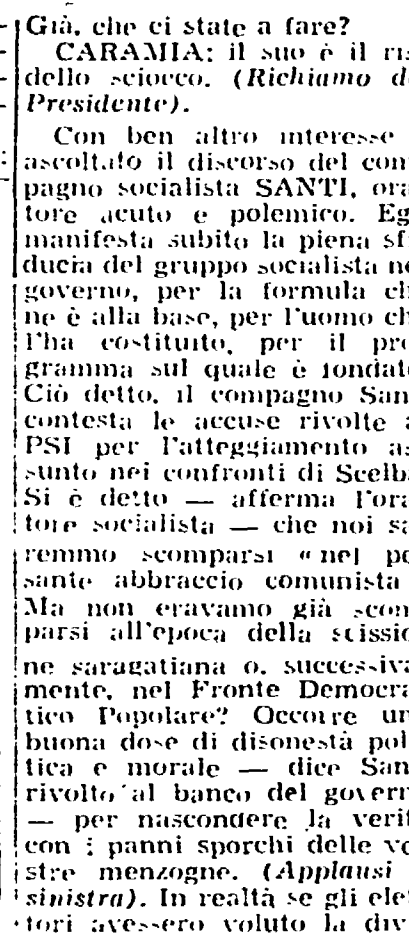 Già, che ci state a fare?
CARAMIA: il suo è il ris
dello sciocco. (Richiamo de
Presidente).
Con ben altro interesse
ascoltato il discorso del com
pagno socialista SANTI, ora
tore acuto e polemico. Eg
manifesta subito la piena sfi
ducia del gruppo socialista ne
governo, per la formula ch
ne è alla base, per l'uomo ch
l'ha costituito, per il pro
gramma sul quale è fondato
Ciò detto, il compagno San
contesta le accuse rivolte a
PSI per l'atteggiamento as
sunto nei confronti di Scelba
Si è detto — afferma l'ora
tore socialista — che noi sa
remmo scomparsi «nel pe
sante abbraccio comunista
Ma non eravamo già scom
parsi all'epoca della scissio
ne saragatiana o, successiva
mente, nel Fronte Democra
tico Popolare? Occorre un
buona dose di disonestà poli
tica e morale — dice San
rivolto al banco del govern
— per nascondere la verit
con i panni sporchi delle vo
stre menzogne. (Applausi
sinistra). In realtà se gli elet
tori avessero voluto la div